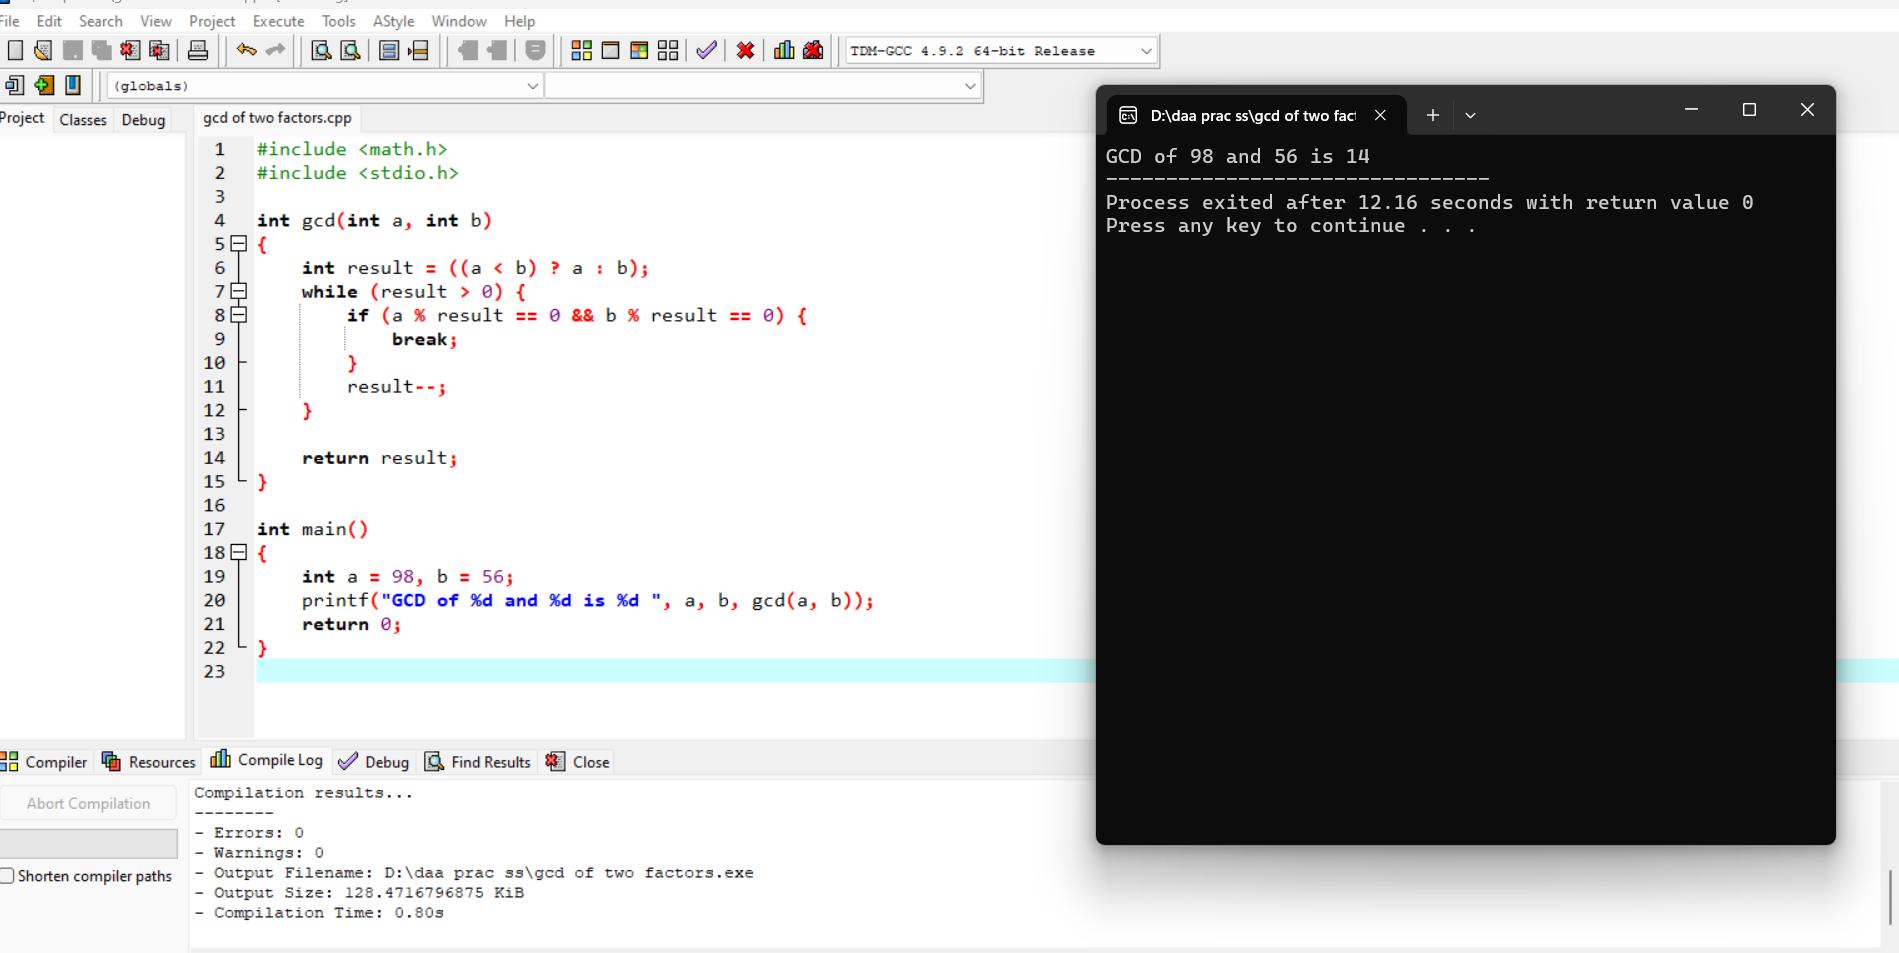 File Edit Search View Project Execute Tools AStyle Window Help
TDM-GCC 4.9.2 64-bit Release
(globals)
Project Classes Debug
gcd of two factors.cpp
1 #include <math.h>
2 #include <stdio.h>
3
4 int gcd(int a, int b)
5 {
6 int result = ((a < b) ? a : b);
7 while (result > 0) {
8 if (a % result == 0 && b % result == 0) {
9 break;
10 }
11 result--;
12 }
13
14 return result;
15 }
16
17 int main()
18 {
19 int a = 98, b = 56;
20 printf("GCD of %d and %d is %d ", a, b, gcd(a, b));
21 return 0;
22 }
23
D:\daa prac ss\gcd of two fact
GCD of 98 and 56 is 14
--------------------------------
Process exited after 12.16 seconds with return value 0
Press any key to continue . . .
Compiler Resources Compile Log Debug Find Results Close
Abort Compilation
Shorten compiler paths
Compilation results...
--------
- Errors: 0
- Warnings: 0
- Output Filename: D:\daa prac ss\gcd of two factors.exe
- Output Size: 128.4716796875 KiB
- Compilation Time: 0.80s